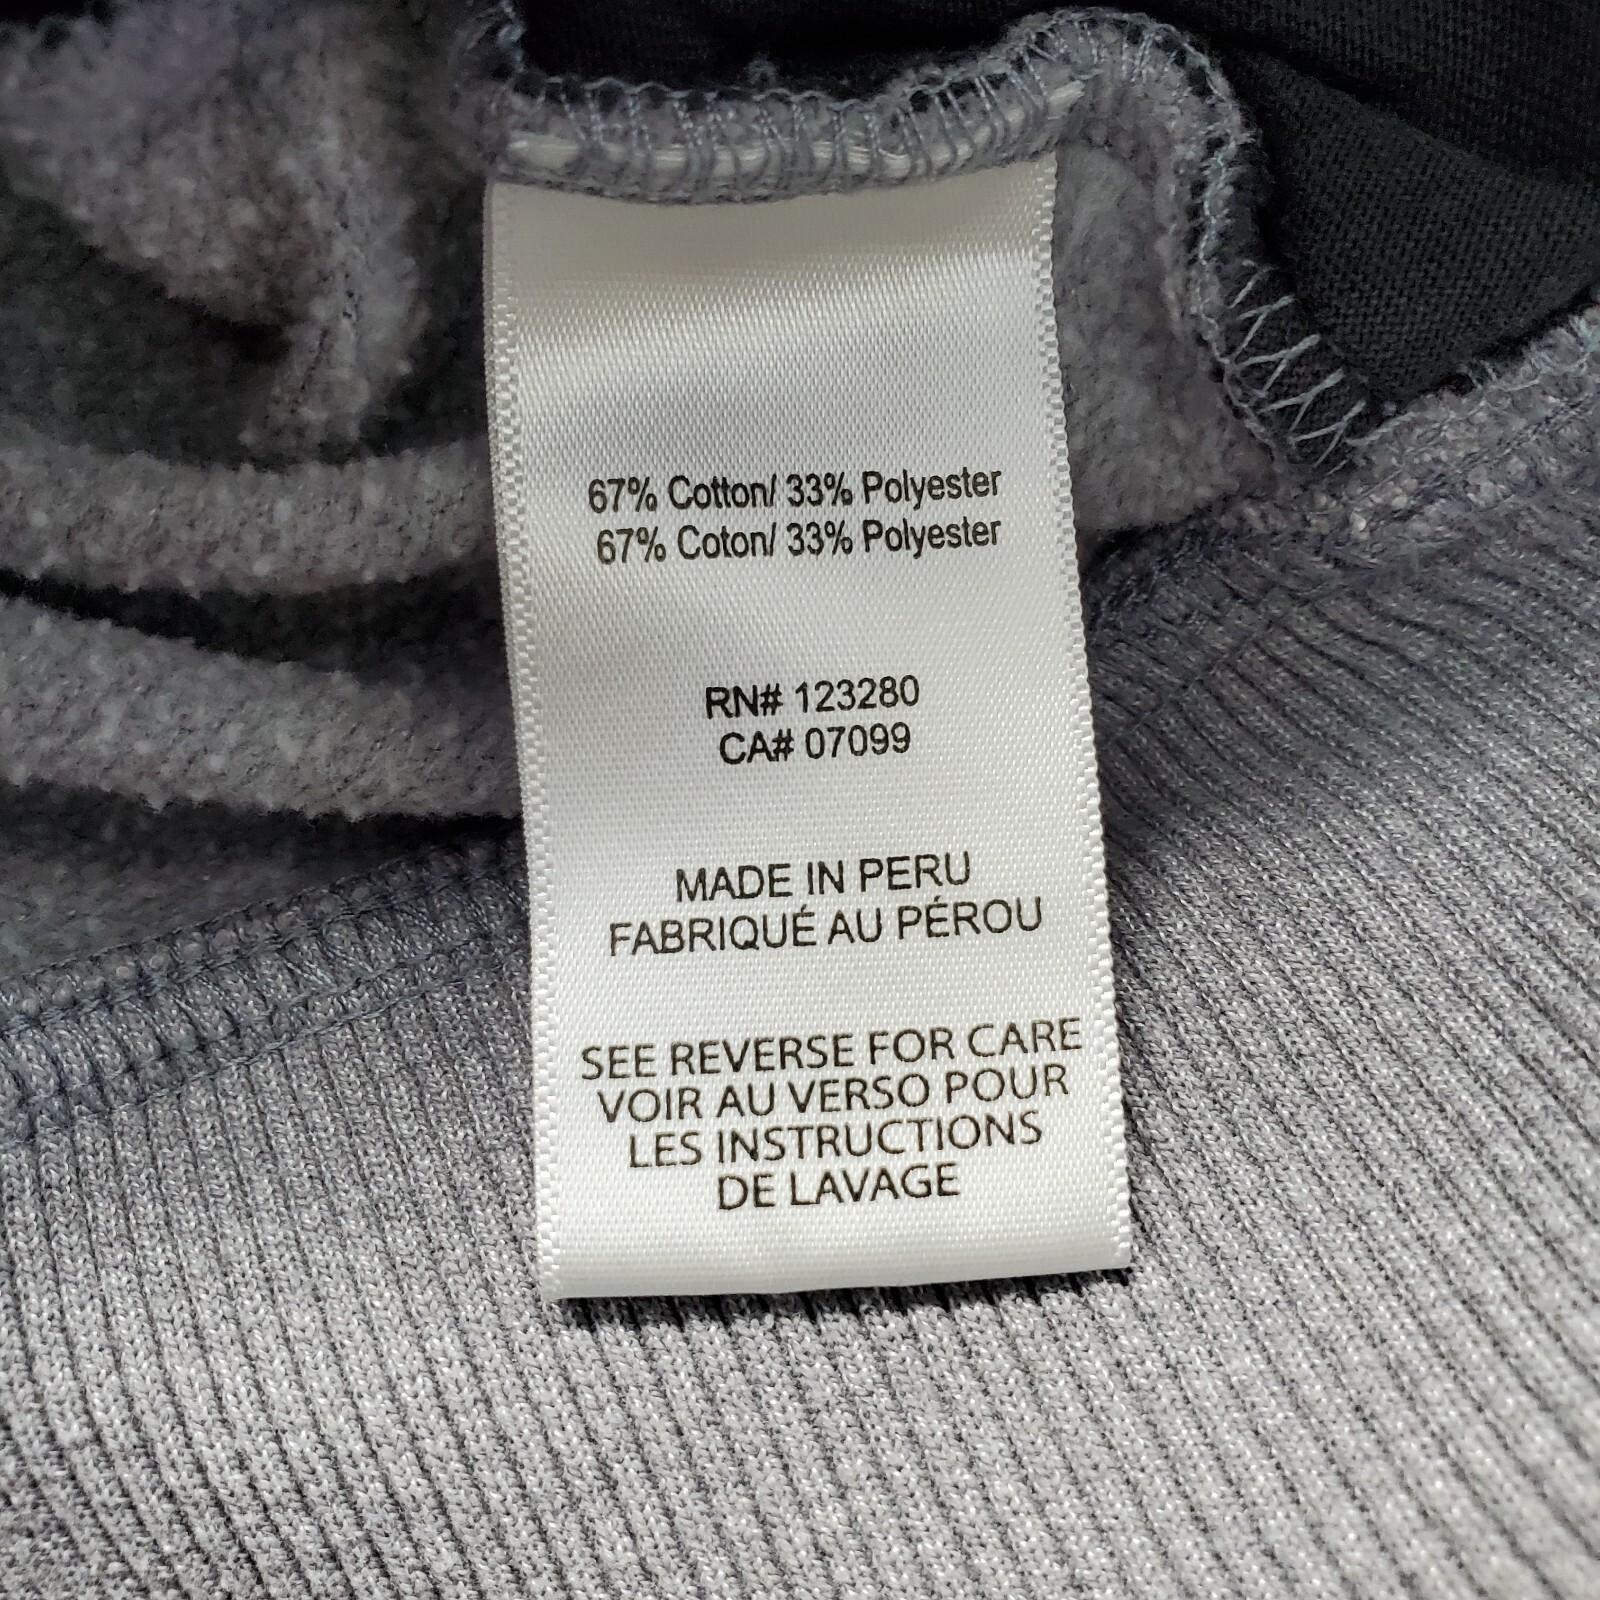 67% Cotton/ 33% Polyester
67% Coton/ 33% Polyester
RN# 123280
CA# 07099
MADE IN PERU
FABRIQUÉ AU PÉROU
SEE REVERSE FOR CARE
VOIR AU VERSO POUR
LES INSTRUCTIONS
DE LAVAGE